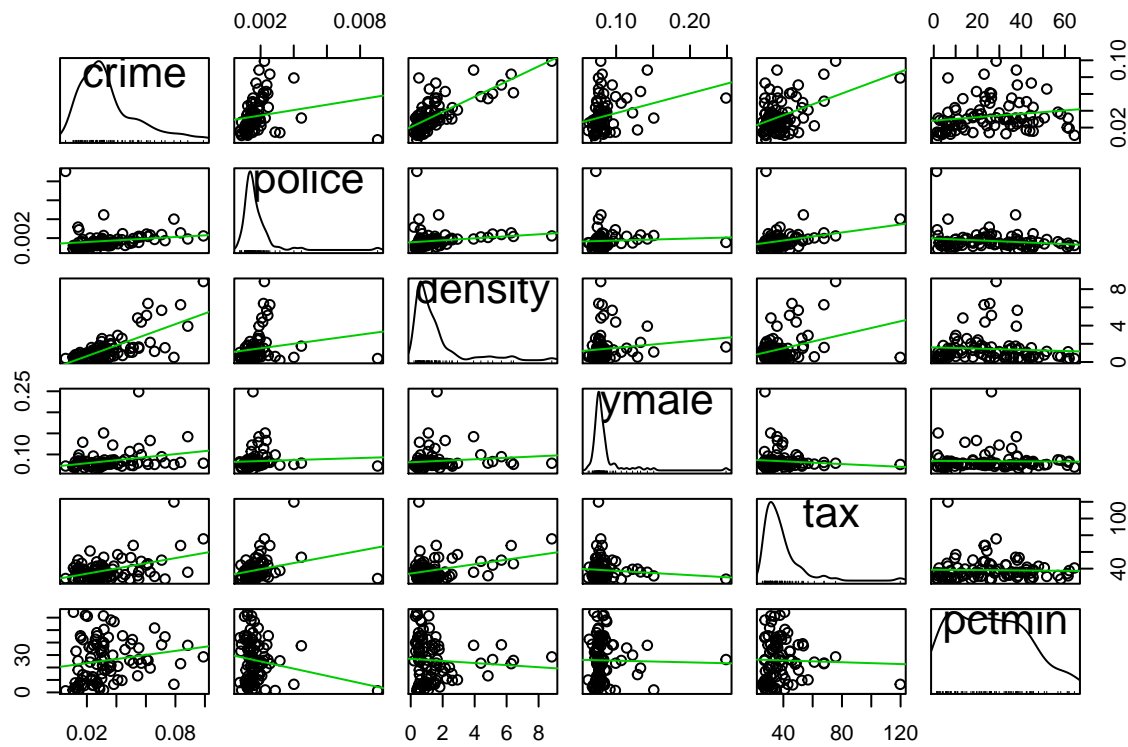 0.002 0.008 0.10 0.20 0 20 40 60
crime 0.02 0.10
0.002 police
density 0 4 8
0.10 0.25 ymale
tax 40 100
0 30 pctmin
0.02 0.08 0 2 4 6 8 40 80 120